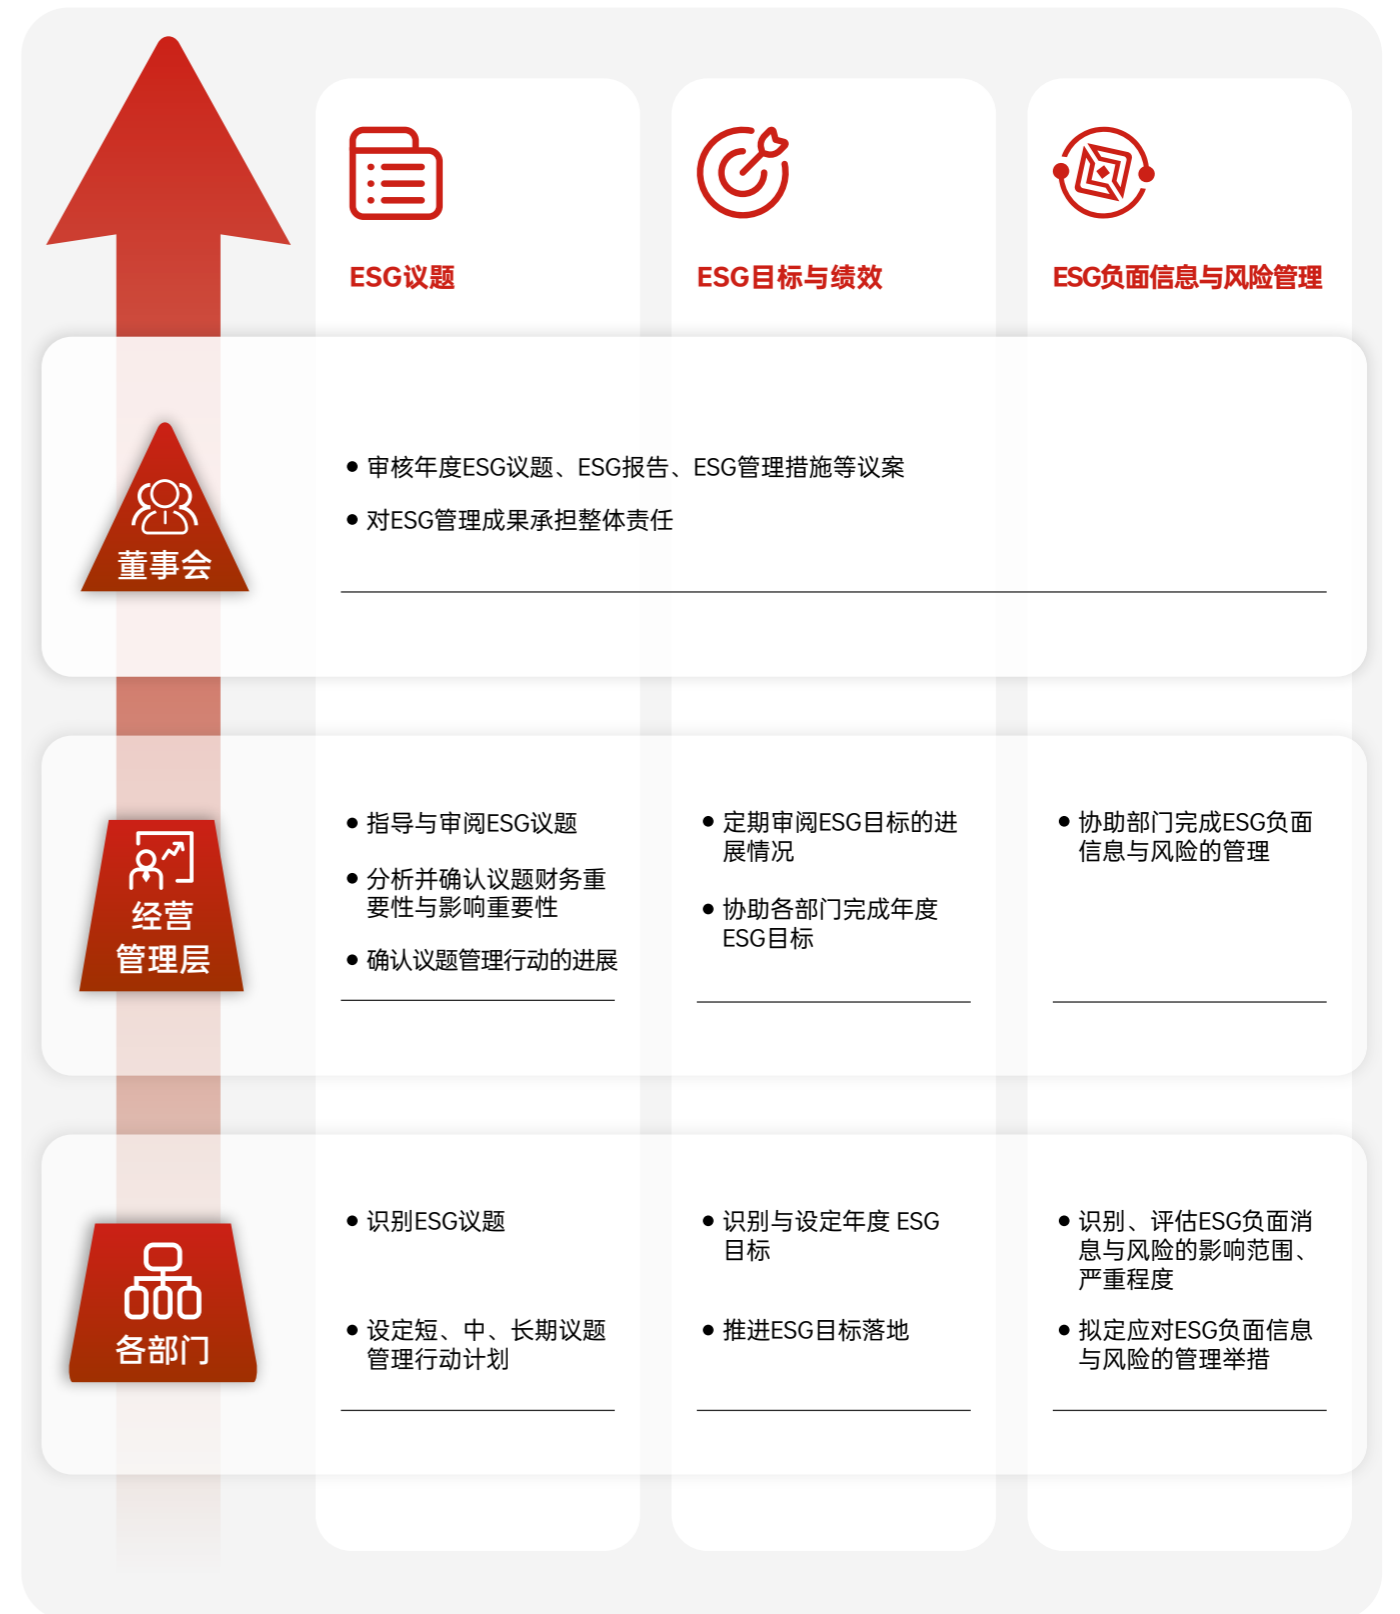 ESG议题
ESG目标与绩效
ESG负面信息与风险管理
董事会
● 审核年度ESG议题、ESG报告、ESG管理措施等议案
● 对ESG管理成果承担整体责任
经营
管理层
● 指导与审阅ESG议题
● 分析并确认议题财务重
要性与影响重要性
● 确认议题管理行动的进展
● 定期审阅ESG目标的进
展情况
● 协助各部门完成年度
ESG目标
● 协助部门完成ESG负面
信息与风险的管理
各部门
● 识别ESG议题
● 设定短、中、长期议题
管理行动计划
● 识别与设定年度 ESG
目标
● 推进ESG目标落地
● 识别、评估ESG负面消
息与风险的影响范围、
严重程度
● 拟定应对ESG负面信息
与风险的管理举措